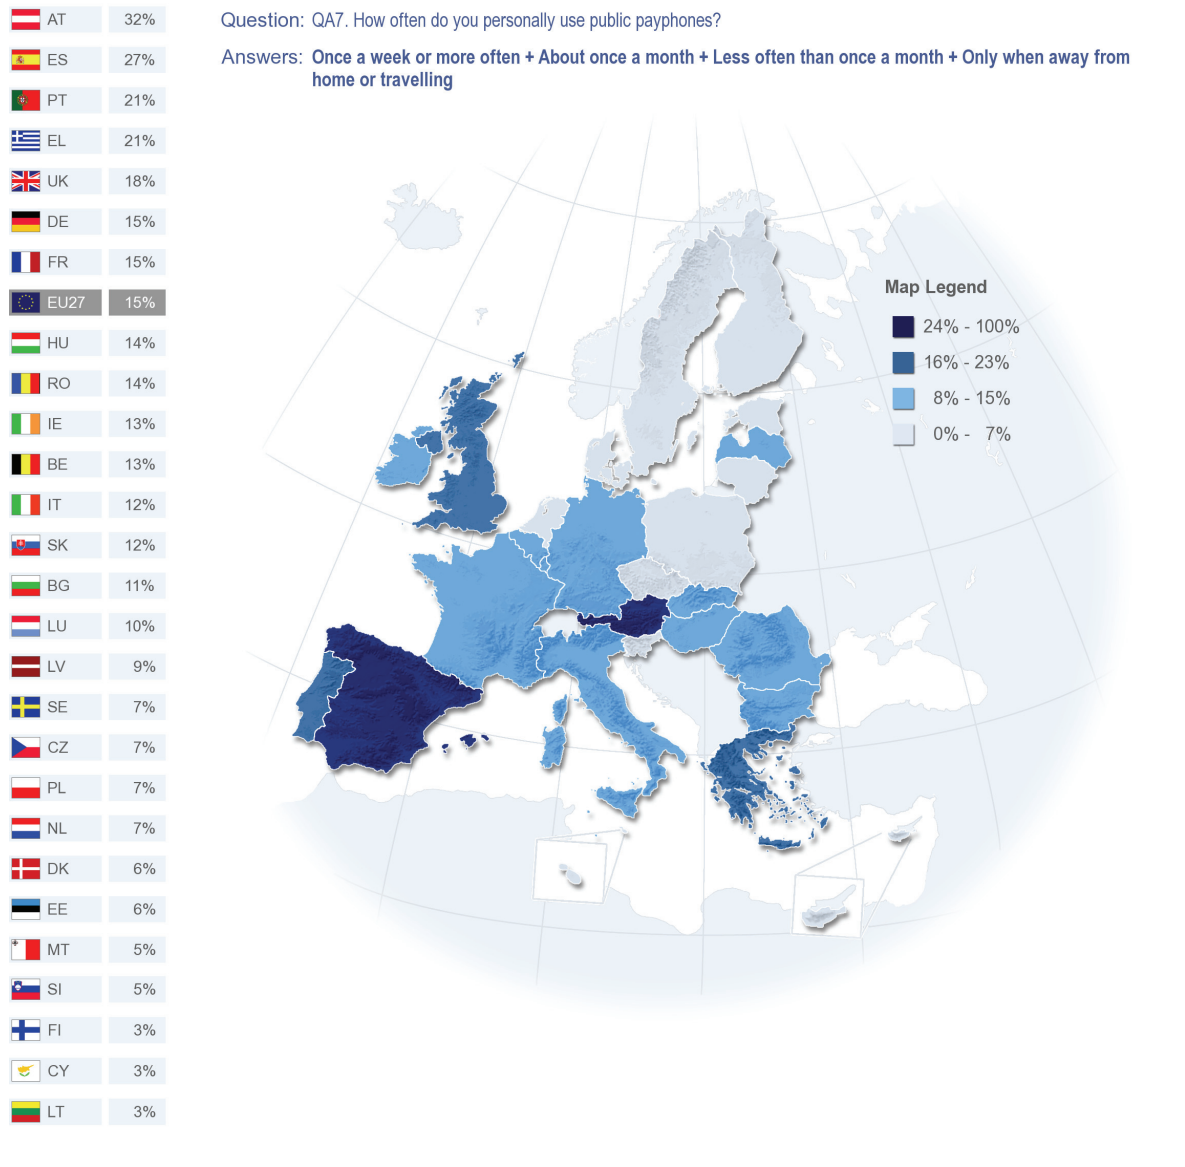 AT 32%
ES 27%
PT 21%
EL 21%
UK 18%
DE 15%
FR 15%
EU27 15%
HU 14%
RO 14%
IE 13%
BE 13%
IT 12%
SK 12%
BG 11%
LU 10%
LV 9%
SE 7%
CZ 7%
PL 7%
NL 7%
DK 6%
EE 6%
MT 5%
SI 5%
FI 3%
CY 3%
LT 3%
Question: QA7. How often do you personally use public payphones?
Answers: Once a week or more often + About once a month + Less often than once a month + Only when away from
home or travelling
Map Legend
24% - 100%
16% - 23%
8% - 15%
0% - 7%